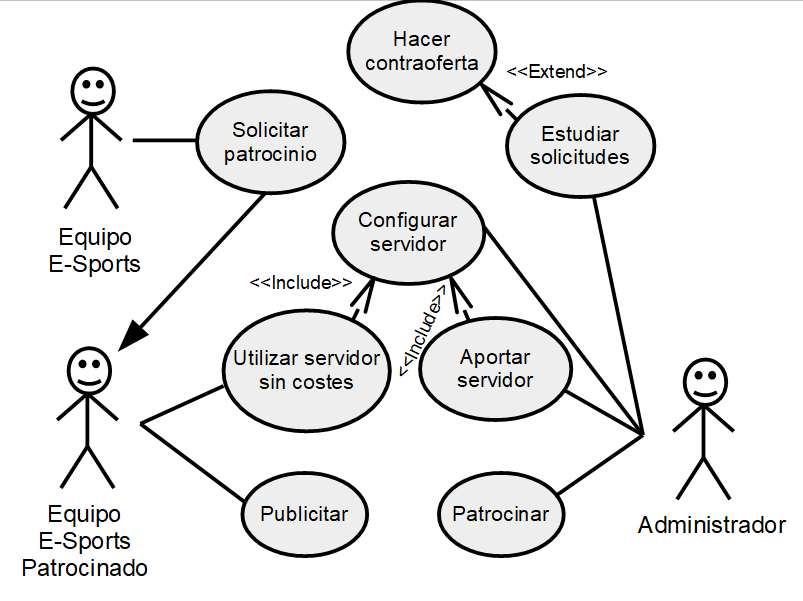 Hacer
contraoferta
<<Extend>>
Solicitar
patrocinio
Estudiar
solicitudes
Equipo
E-Sports
Configurar
servidor
<<Include>>
<<Include>>
Utilizar servidor
sin costes
Aportar
servidor
Publicitar
Patrocinar
Equipo
E-Sports
Patrocinado
Administrador